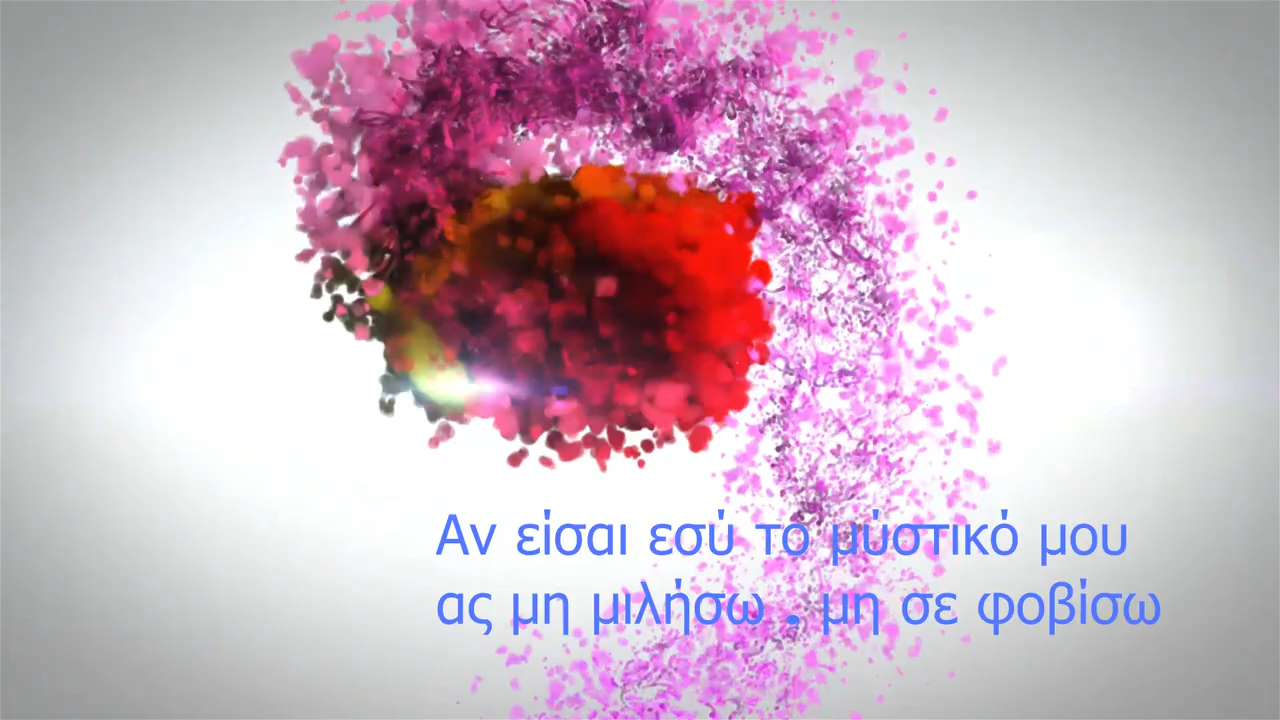 Αν είσαι εσύ το μύστικό μου
ας μη μιλήσω . μη σε φοβίσω